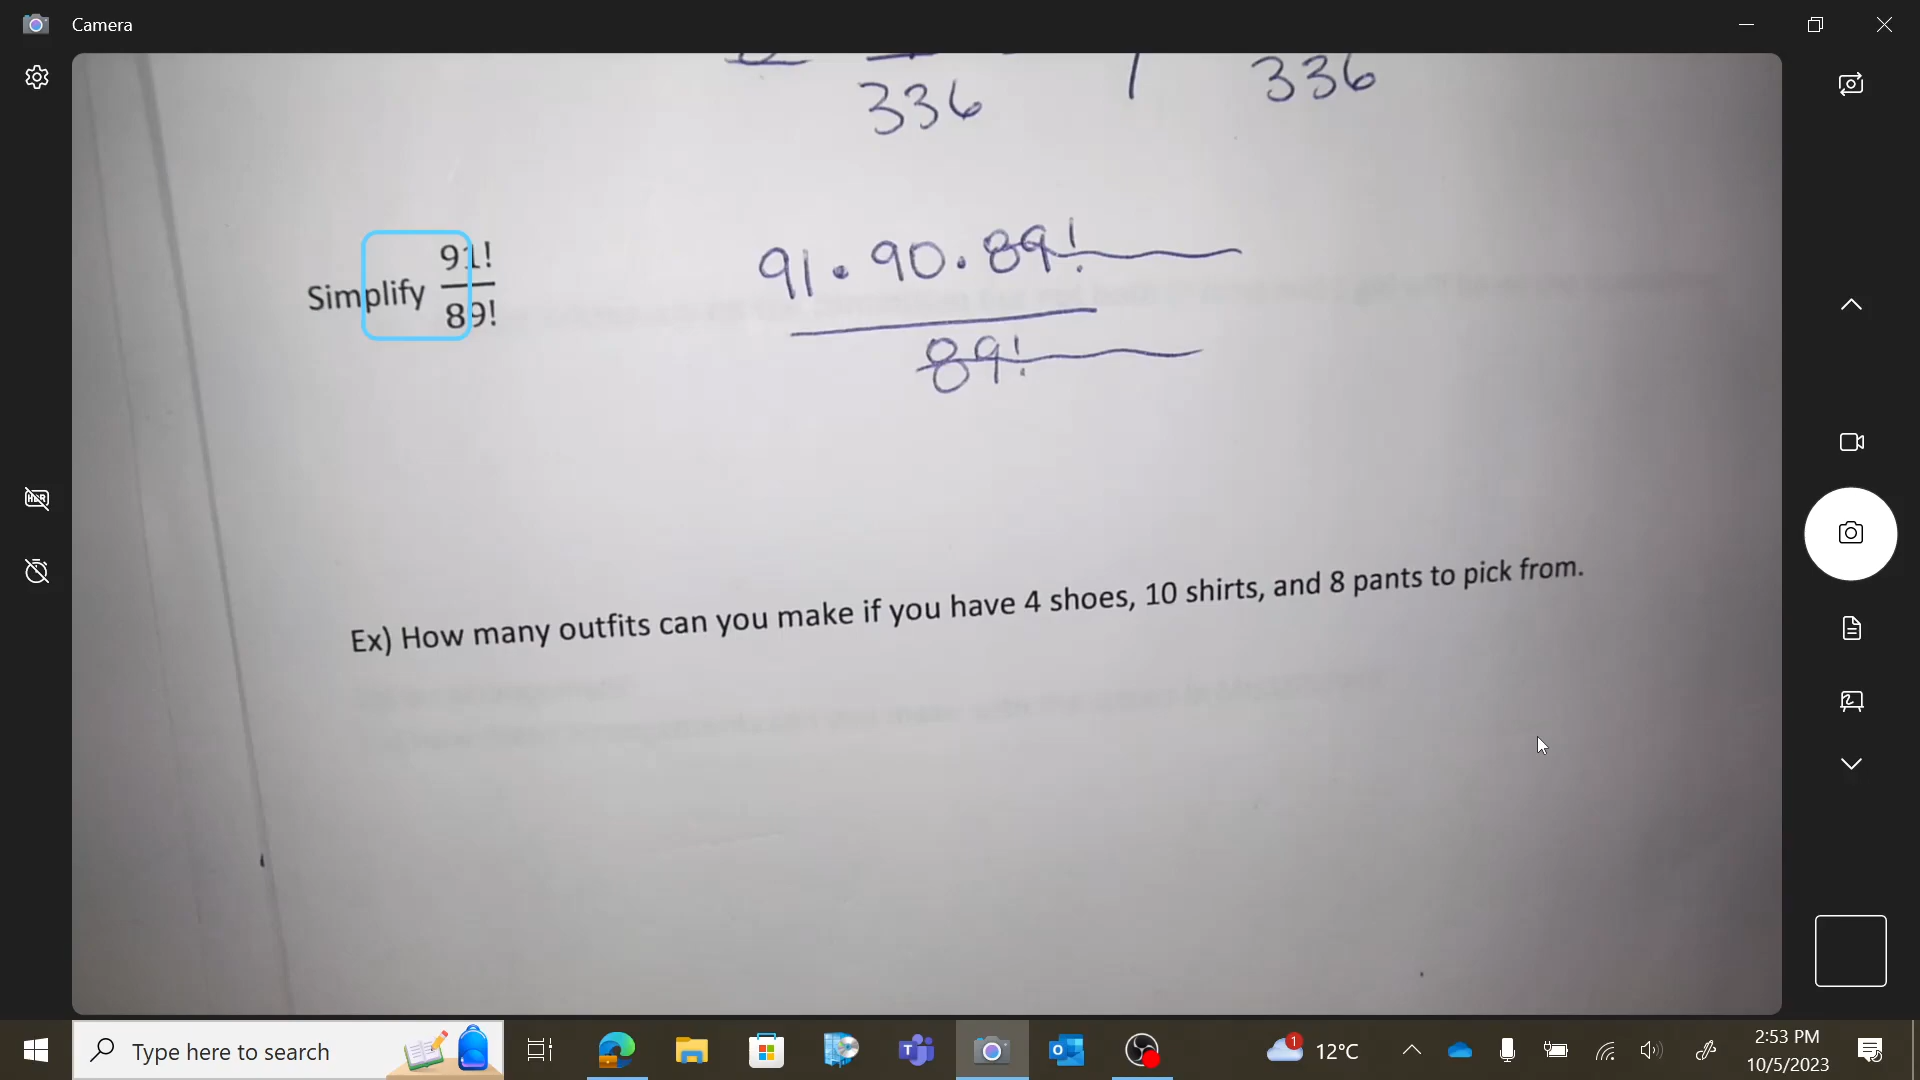 Camera
336 336
Simplify 91!/89!
91 · 90 · 89!
89!
Ex) How many outfits can you make if you have 4 shoes, 10 shirts, and 8 pants to pick from.
Type here to search
1
12°C
2:53 PM
10/5/2023